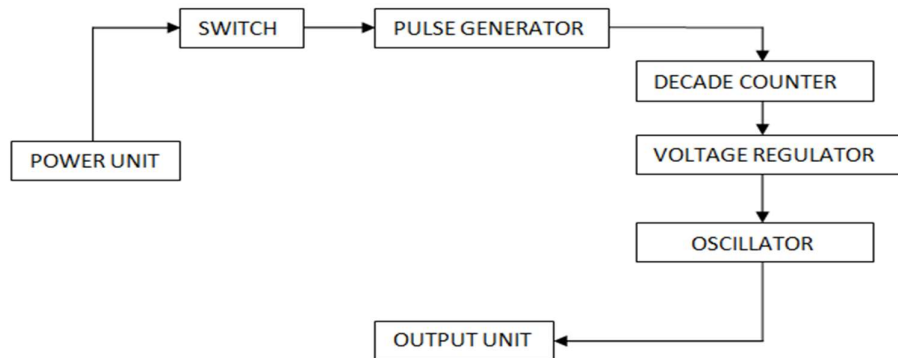 SWITCH
PULSE GENERATOR
DECADE COUNTER
POWER UNIT
VOLTAGE REGULATOR
OSCILLATOR
OUTPUT UNIT